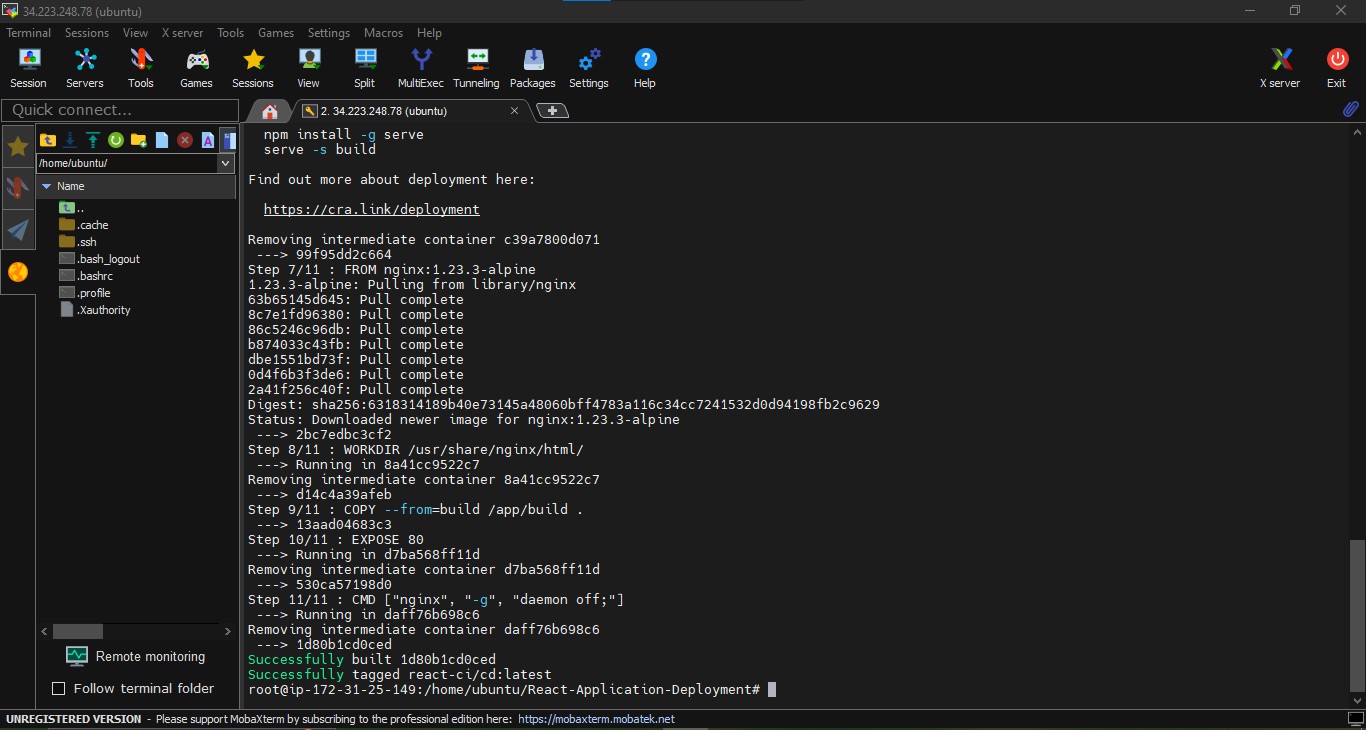 34.223.248.78 (ubuntu)
Terminal Sessions View X server Tools Games Settings Macros Help
Session Servers Tools Games Sessions View Split MultiExec Tunneling Packages Settings Help X server Exit
Quick connect...
2. 34.223.248.78 (ubuntu)
/home/ubuntu/
Name
..
.cache
.ssh
.bash_logout
.bashrc
.profile
.Xauthority
Remote monitoring
Follow terminal folder
npm install -g serve
serve -s build
Find out more about deployment here:
https://cra.link/deployment
Removing intermediate container c39a7800d071
---> 99f95dd2c664
Step 7/11 : FROM nginx:1.23.3-alpine
1.23.3-alpine: Pulling from library/nginx
63b65145d645: Pull complete
8c7e1fd96380: Pull complete
86c5246c96db: Pull complete
b874033c43fb: Pull complete
dbe1551bd73f: Pull complete
0d4f6b3f3de6: Pull complete
2a41f256c40f: Pull complete
Digest: sha256:6318314189b40e73145a48060bff4783a116c34cc7241532d0d94198fb2c9629
Status: Downloaded newer image for nginx:1.23.3-alpine
---> 2bc7edbc3cf2
Step 8/11 : WORKDIR /usr/share/nginx/html/
---> Running in 8a41cc9522c7
Removing intermediate container 8a41cc9522c7
---> d14c4a39afeb
Step 9/11 : COPY --from=build /app/build .
---> 13aad04683c3
Step 10/11 : EXPOSE 80
---> Running in d7ba568ff11d
Removing intermediate container d7ba568ff11d
---> 530ca57198d0
Step 11/11 : CMD ["nginx", "-g", "daemon off;"]
---> Running in daff76b698c6
Removing intermediate container daff76b698c6
---> 1d80b1cd0ced
Successfully built 1d80b1cd0ced
Successfully tagged react-ci/cd:latest
root@ip-172-31-25-149:/home/ubuntu/React-Application-Deployment#
UNREGISTERED VERSION - Please support MobaXterm by subscribing to the professional edition here: https://mobaxterm.mobatek.net